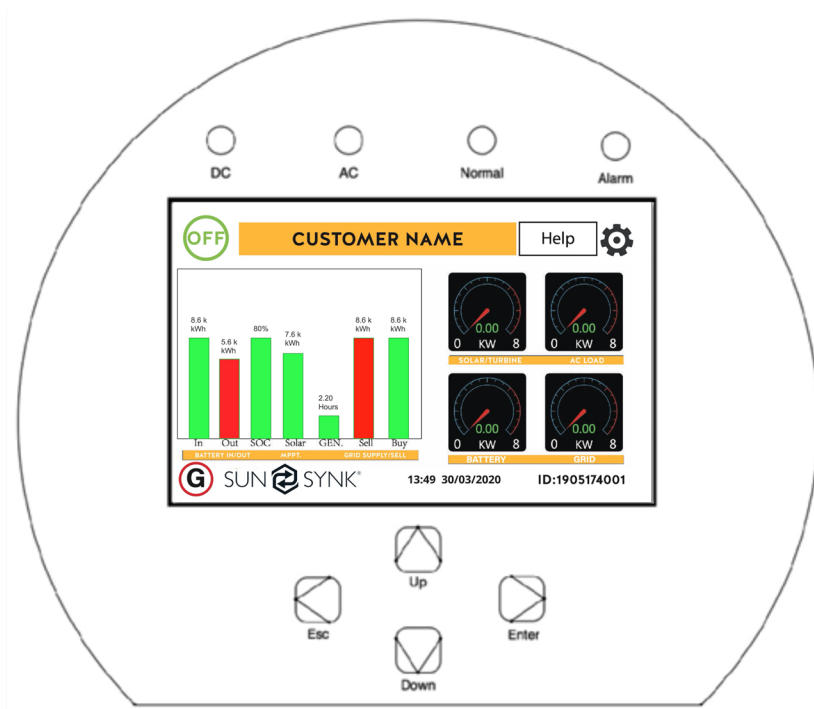 DC AC Normal Alarm
OFF CUSTOMER NAME Help
8.6 k
kWh
5.6 k
kWh
80%
7.6 k
kWh
2.20
Hours
8.6 k
kWh
8.6 k
kWh
In Out SOC Solar GEN. Sell Buy
BATTERY IN/OUT MPPT. GRID SUPPLY/SELL
0.00
0 KW 8
SOLAR/TURBINE
0.00
0 KW 8
AC LOAD
0.00
0 KW 8
BATTERY
0.00
0 KW 8
GRID
G SUN SYNK® 13:49 30/03/2020 ID:1905174001
Up
Esc Enter
Down